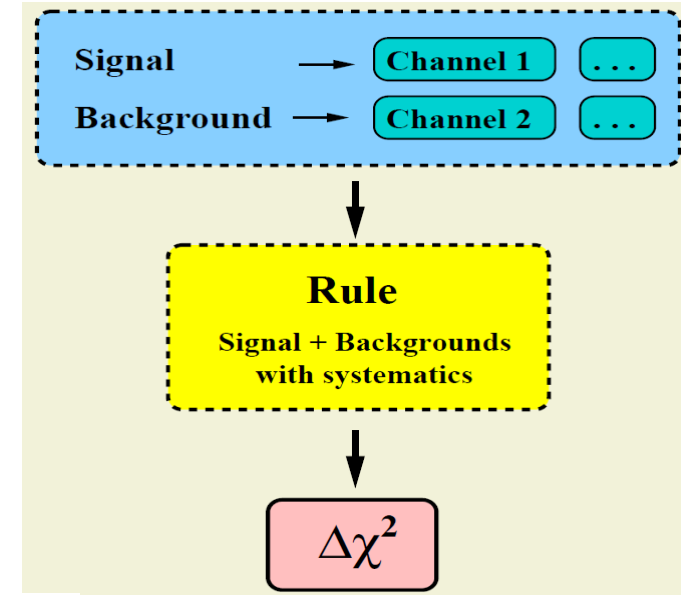 Signal Channel 1 ...
Background Channel 2 ...
Rule
Signal + Backgrounds
with systematics
Δχ²